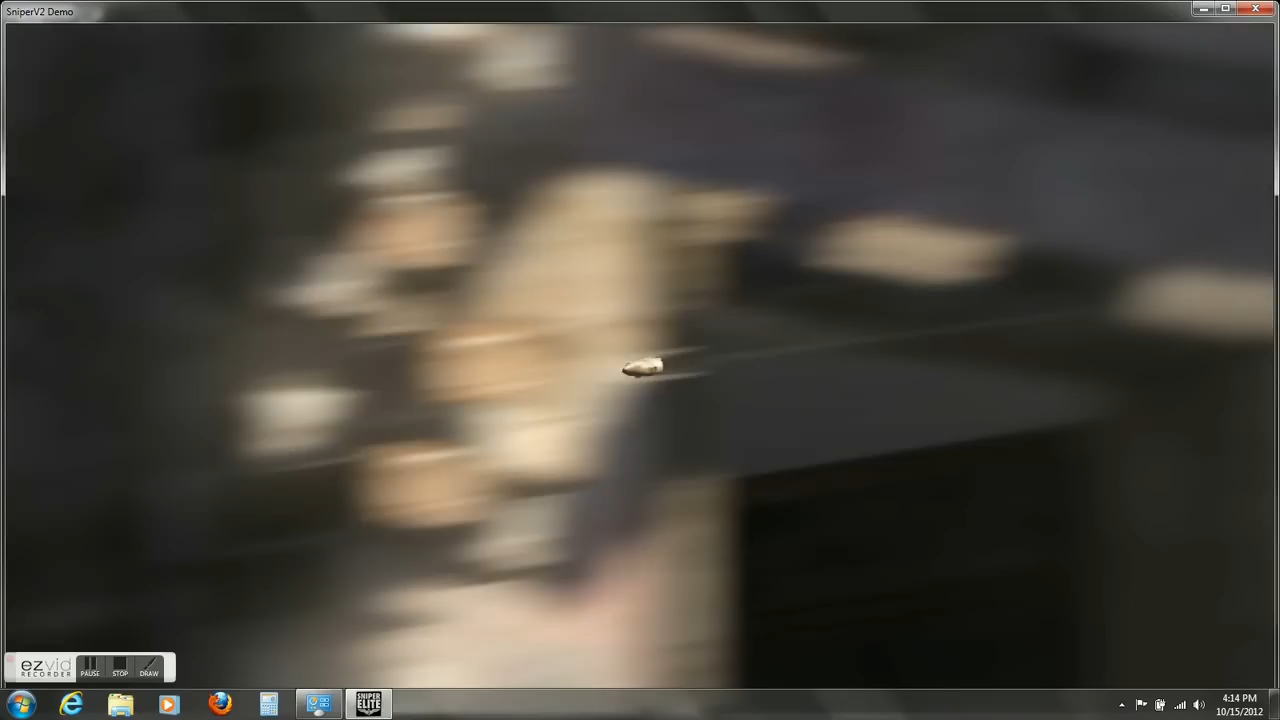 SniperV2 Demo
ezvid
RECORDER
PAUSE
STOP
DRAW
SNIPER
ELITE
4:14 PM
10/15/2012